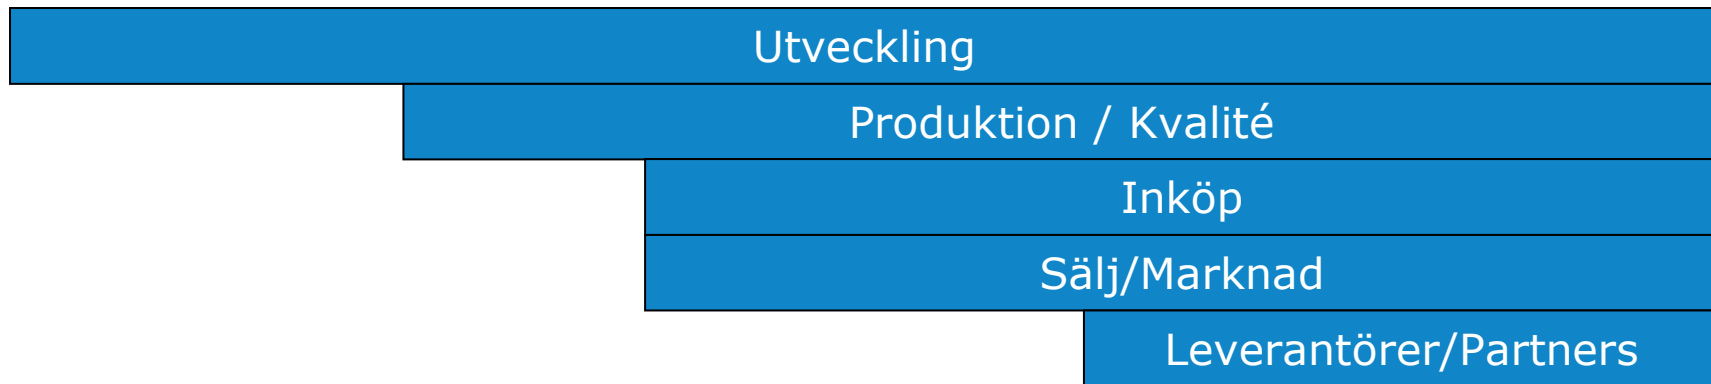 Utveckling
Produktion / Kvalité
Inköp
Sälj/Marknad
Leverantörer/Partners